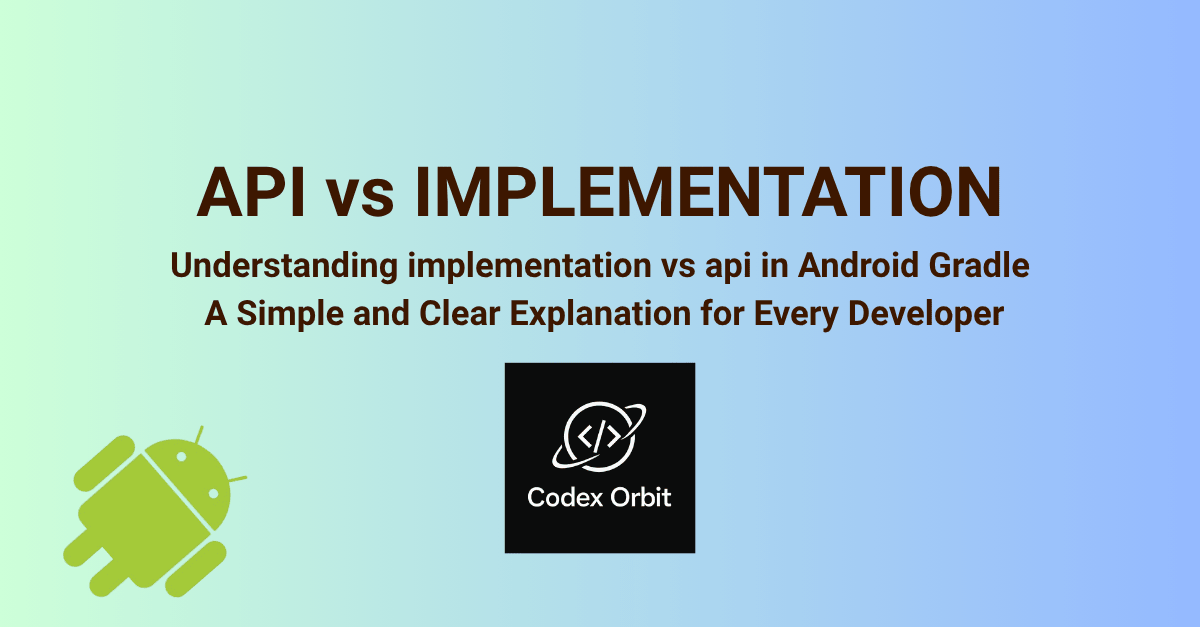 API vs IMPLEMENTATION
Understanding implementation vs api in Android Gradle
A Simple and Clear Explanation for Every Developer
</>
Codex Orbit